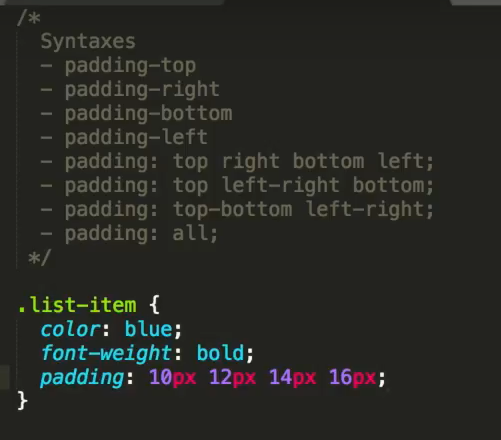 /*
  Syntaxes
  - padding-top
  - padding-right
  - padding-bottom
  - padding-left
  - padding: top right bottom left;
  - padding: top left-right bottom;
  - padding: top-bottom left-right;
  - padding: all;
 */

.list-item {
  color: blue;
  font-weight: bold;
  padding: 10px 12px 14px 16px;
}